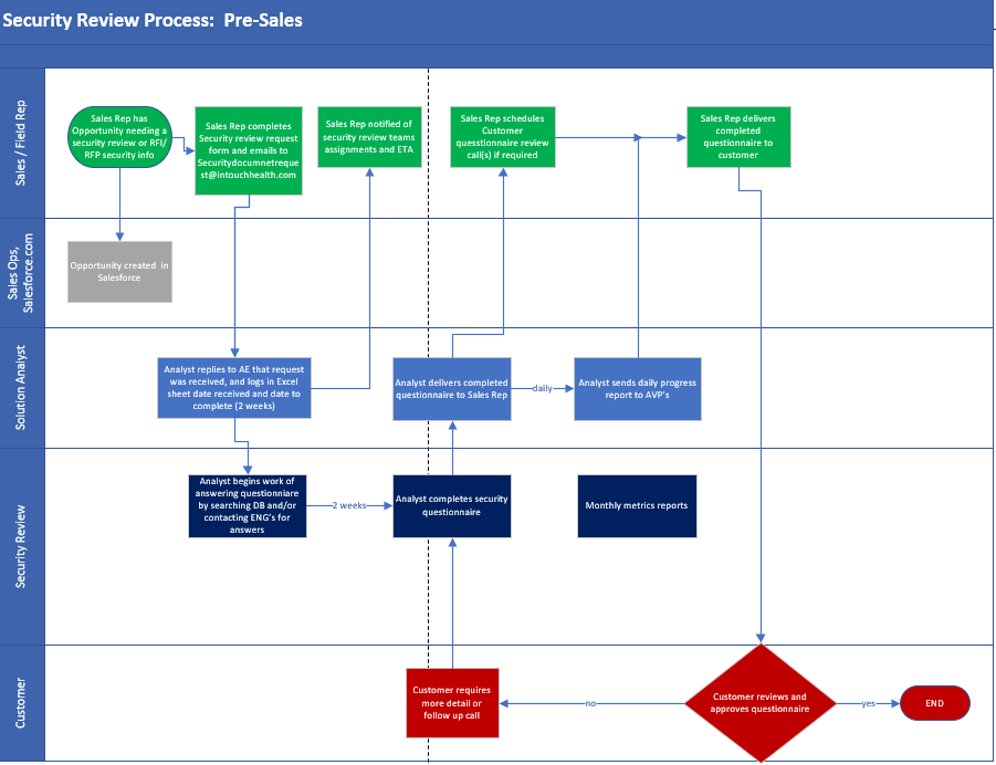 Security Review Process:  Pre-Sales
Sales / Field Rep
Sales Rep has
Opportunity needing a
security review or RFI/
RFP security info
Sales Rep completes
Security review request
form and emails to
Securitydocumnetreque
st@intouchhealth.com
Sales Rep notified of
security review teams
assignments and ETA
Sales Rep schedules
Customer
questionnaire review
call(s) if required
Sales Rep delivers
completed
questionnaire to
customer
Sales Ops,
Salesforce.com
Opportunity created  in
Salesforce
Solution Analyst
Analyst replies to AE that request
was received, and logs in Excel
sheet date received and date to
complete (2 weeks)
Analyst delivers completed
questionnaire to Sales Rep
daily
Analyst sends daily progress
report to AVP's
Security Review
Analyst begins work of
answering questionniare
by searching DB and/or
contacting ENG's for
answers
2 weeks
Analyst completes security
questionnaire
Monthly metrics reports
Customer
Customer requires
more detail or
follow up call
no
Customer reviews and
approves questionnaire
yes
END